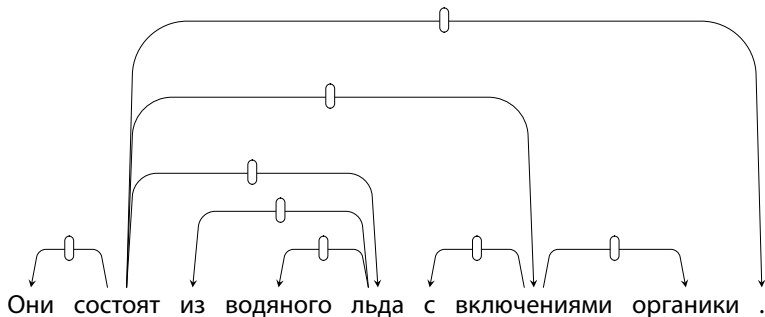 Они состоят из водяного льда с включениями органики .